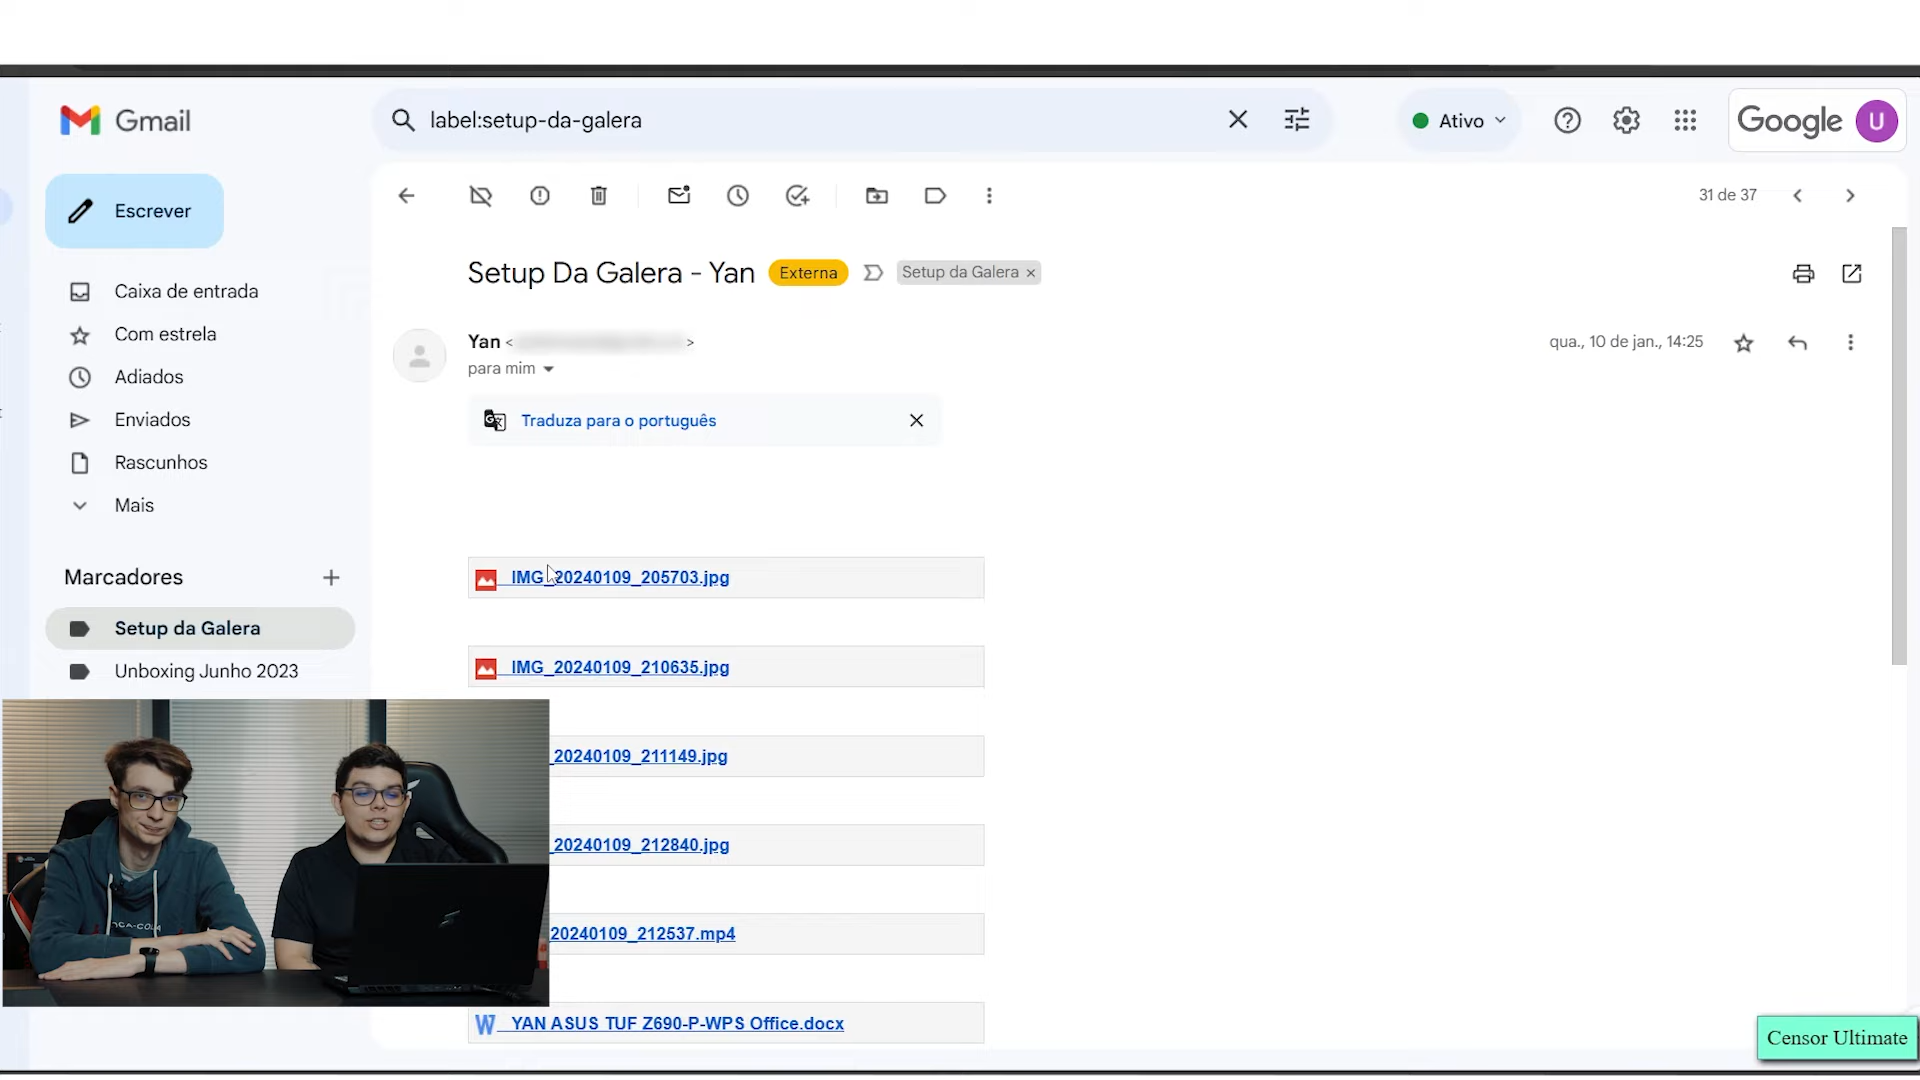 Gmail
label:setup-da-galera
Ativo
Google
U
Escrever
31 de 37
Setup Da Galera - Yan
Externa
Setup da Galera ×
Caixa de entrada
Com estrela
Adiados
Enviados
Rascunhos
Mais
Marcadores
Setup da Galera
Unboxing Junho 2023
Yan < >
qua., 10 de jan., 14:25
para mim
Traduza para o português
IMG_20240109_205703.jpg
IMG_20240109_210635.jpg
_20240109_211149.jpg
_20240109_212840.jpg
20240109_212537.mp4
YAN ASUS TUF Z690-P-WPS Office.docx
Censor Ultimate